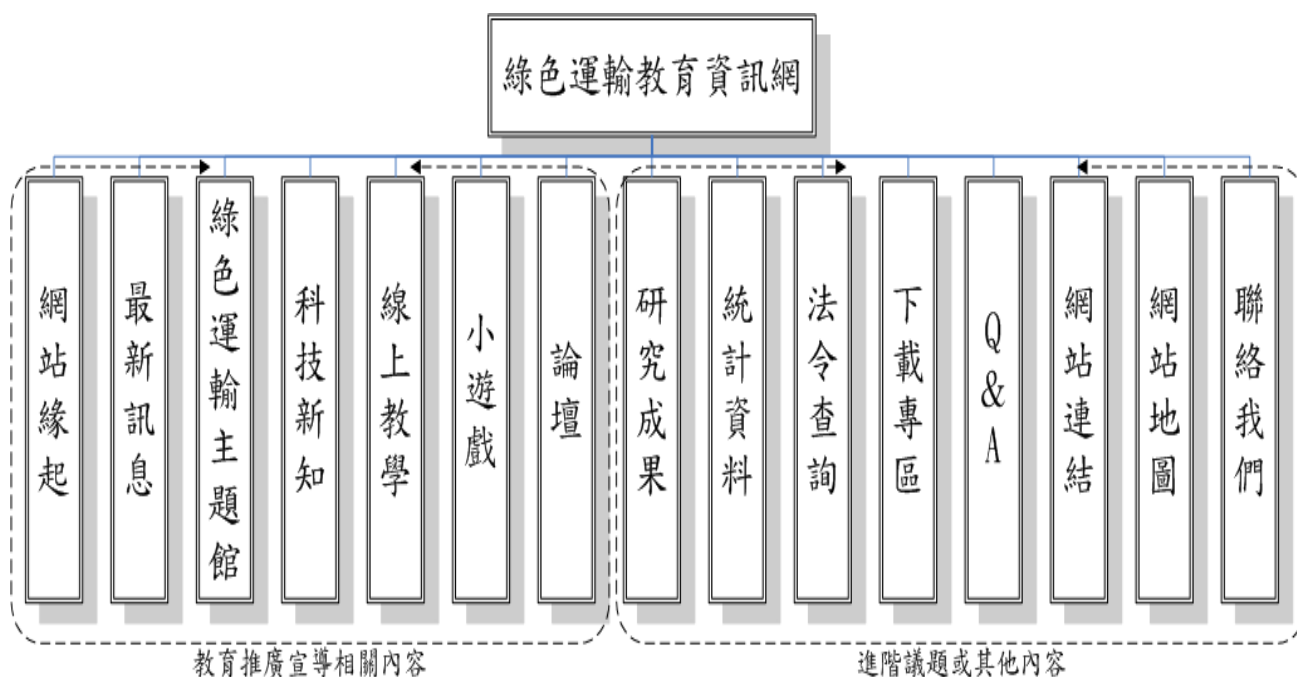 綠色運輸教育資訊網
網站緣起
最新訊息
綠色運輸主題館
科技新知
線上教學
小遊戲
論壇
研究成果
統計資料
法令查詢
下載專區
Q&A
網站連結
網站地圖
聯絡我們
教育推廣宣導相關內容
進階議題或其他內容